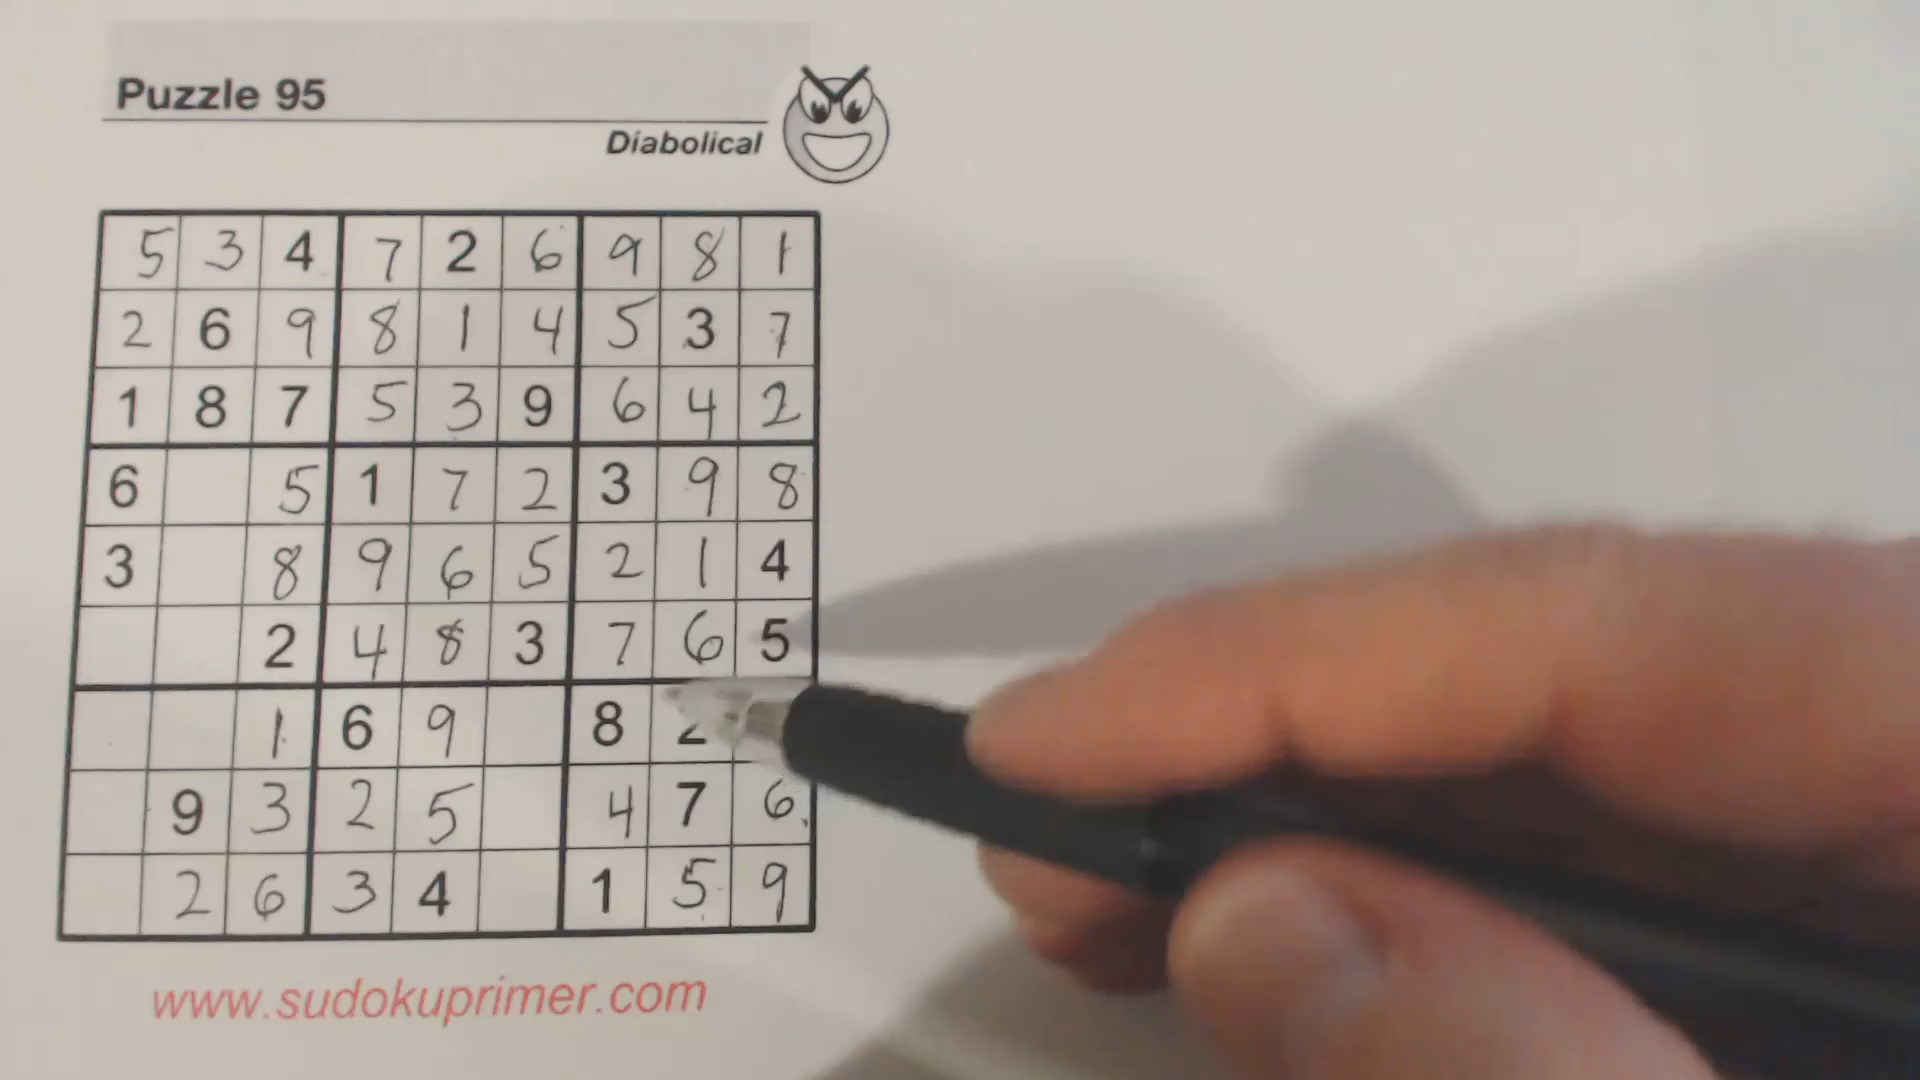 Puzzle 95
Diabolical
5 3 4 7 2 6 9 8 1
2 6 9 8 1 4 5 3 7
1 8 7 5 3 9 6 4 2
6 5 1 7 2 3 9 8
3 8 9 6 5 2 1 4
2 4 8 3 7 6 5
1 6 9 8 2
9 3 2 5 4 7 6
2 6 3 4 1 5 9
www.sudokuprimer.com